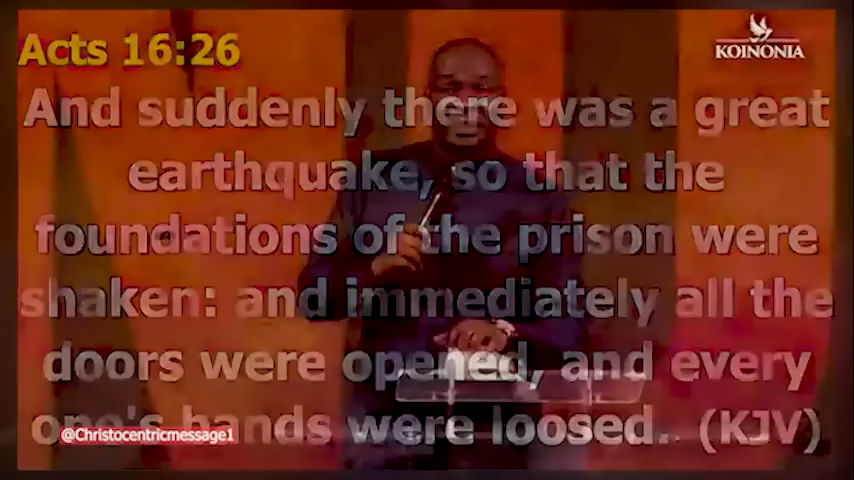 Acts 16:26
KOINONIA
And suddenly there was a great
earthquake, so that the
foundations of the prison were
shaken: and immediately all the
doors were opened, and every
one's bands were loosed.. (KJV)
@Christocentricmessage1